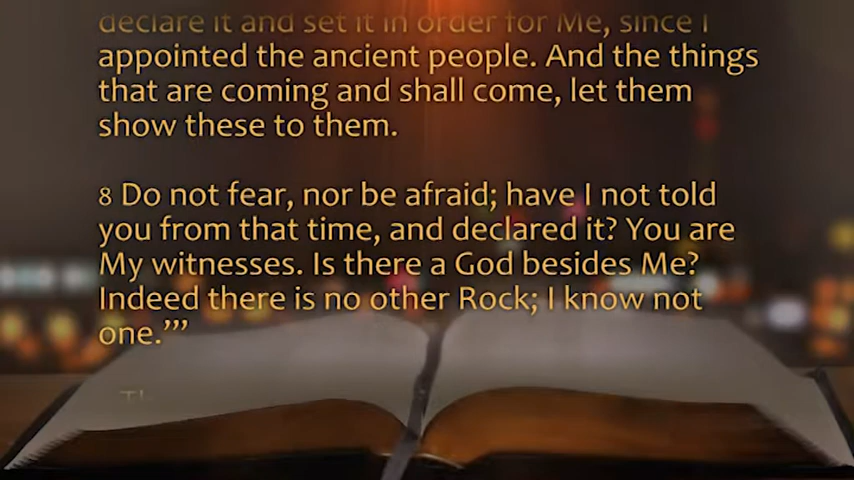 declare it and set it in order for Me, since I
appointed the ancient people. And the things
that are coming and shall come, let them
show these to them.
8 Do not fear, nor be afraid; have I not told
you from that time, and declared it? You are
My witnesses. Is there a God besides Me?
Indeed there is no other Rock; I know not
one.’”